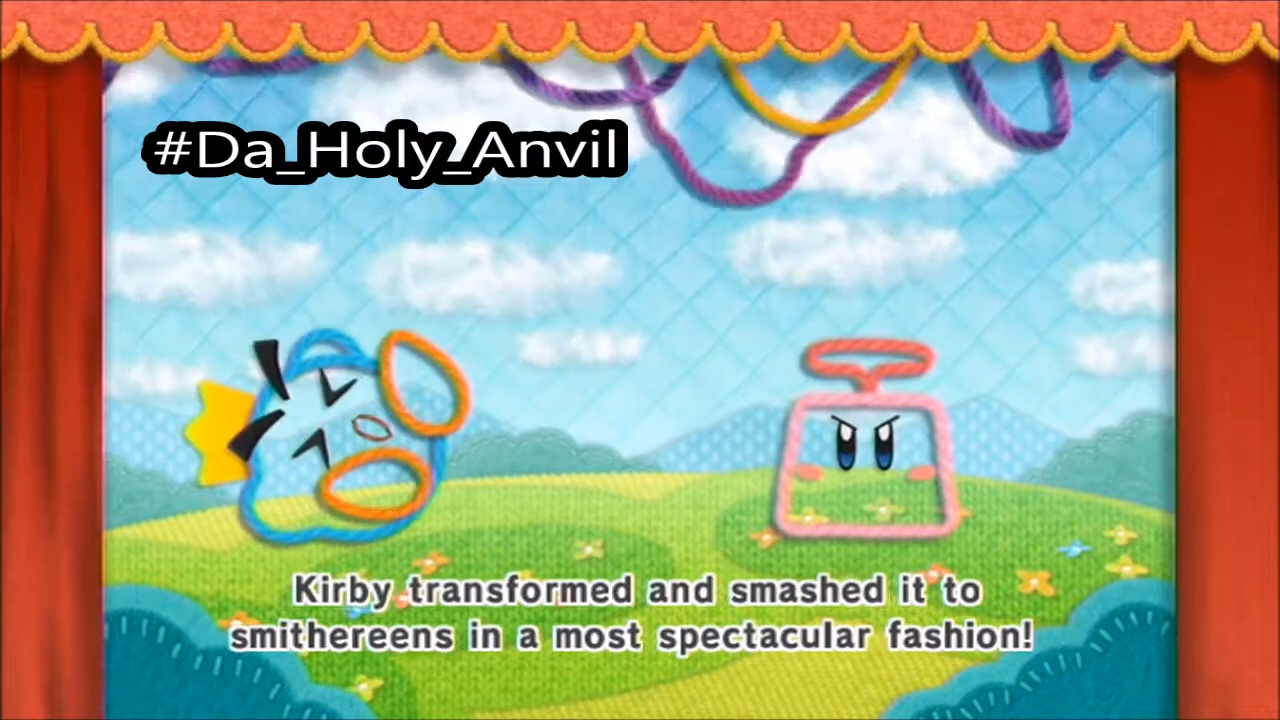 #Da_Holy_Anvil
Kirby transformed and smashed it to
smithereens in a most spectacular fashion!